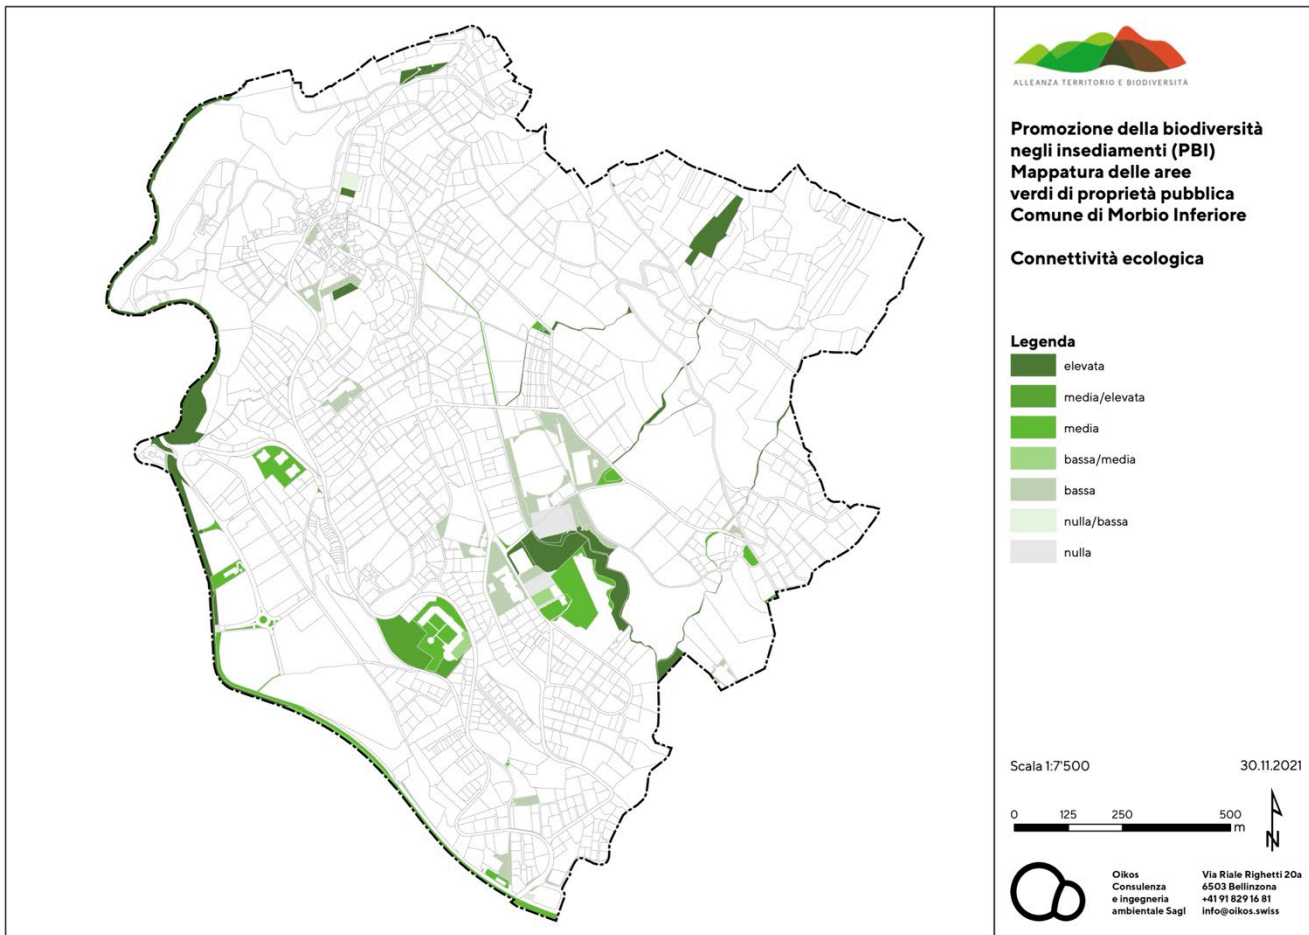 ALLEANZA TERRITORIO E BIODIVERSITÀ
Promozione della biodiversità
negli insediamenti (PBI)
Mappatura delle aree
verdi di proprietà pubblica
Comune di Morbio Inferiore
Connettività ecologica
Legenda
elevata
media/elevata
media
bassa/media
bassa
nulla/bassa
nulla
Scala 1:7'500
30.11.2021
0 125 250 500
m
N
Oikos
Consulenza
e ingegneria
ambientale Sagl
Via Riale Righetti 20a
6503 Bellinzona
+41 91 829 16 81
info@oikos.swiss